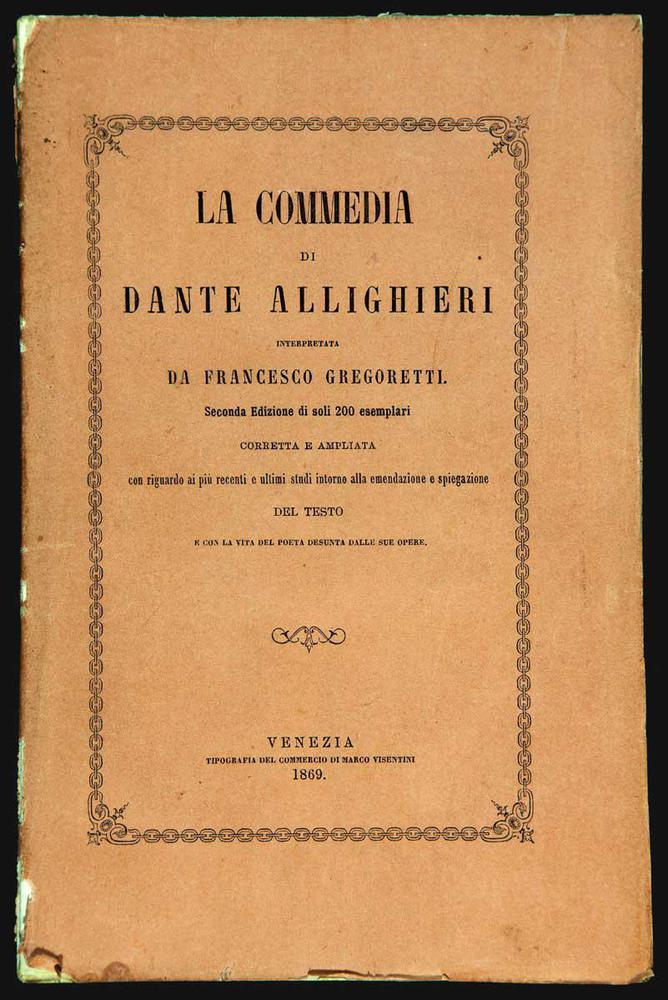 LA COMMEDIA
DI
DANTE ALLIGHIERI
INTERPRETATA
DA FRANCESCO GREGORETTI.
Seconda Edizione di soli 200 esemplari
CORRETTA E AMPLIATA
con riguardo ai più recenti e ultimi studi intorno alla emendazione e spiegazione
DEL TESTO
E CON LA VITA DEL POETA DESUNTA DALLE SUE OPERE.
VENEZIA
TIPOGRAFIA DEL COMMERCIO DI MARCO VISENTINI
1869.